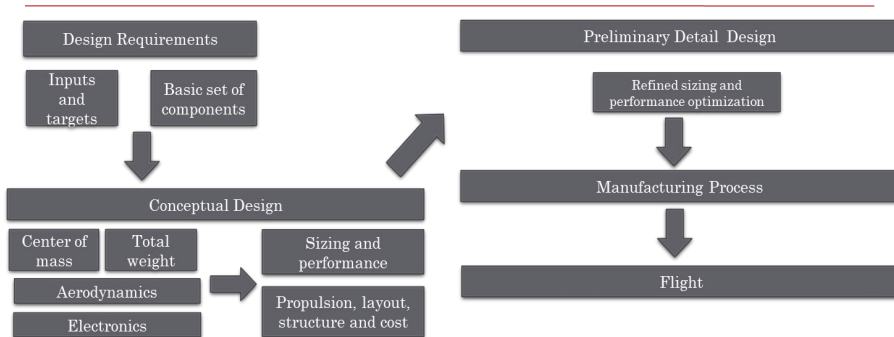 Design Requirements
Inputs
and
targets
Basic set of
components
Conceptual Design
Center of
mass
Total
weight
Aerodynamics
Electronics
Sizing and
performance
Propulsion, layout,
structure and cost
Preliminary Detail Design
Refined sizing and
performance optimization
Manufacturing Process
Flight